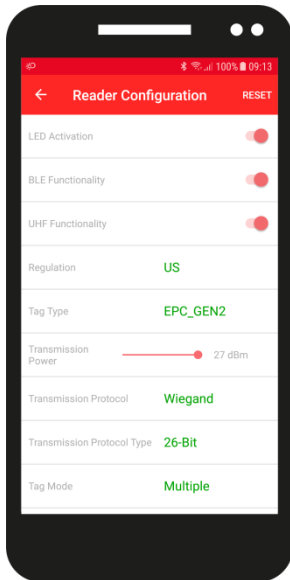 100% 09:13
Reader Configuration RESET
LED Activation
BLE Functionality
UHF Functionality
Regulation US
Tag Type EPC_GEN2
Transmission
Power 27 dBm
Transmission Protocol Wiegand
Transmission Protocol Type 26-Bit
Tag Mode Multiple